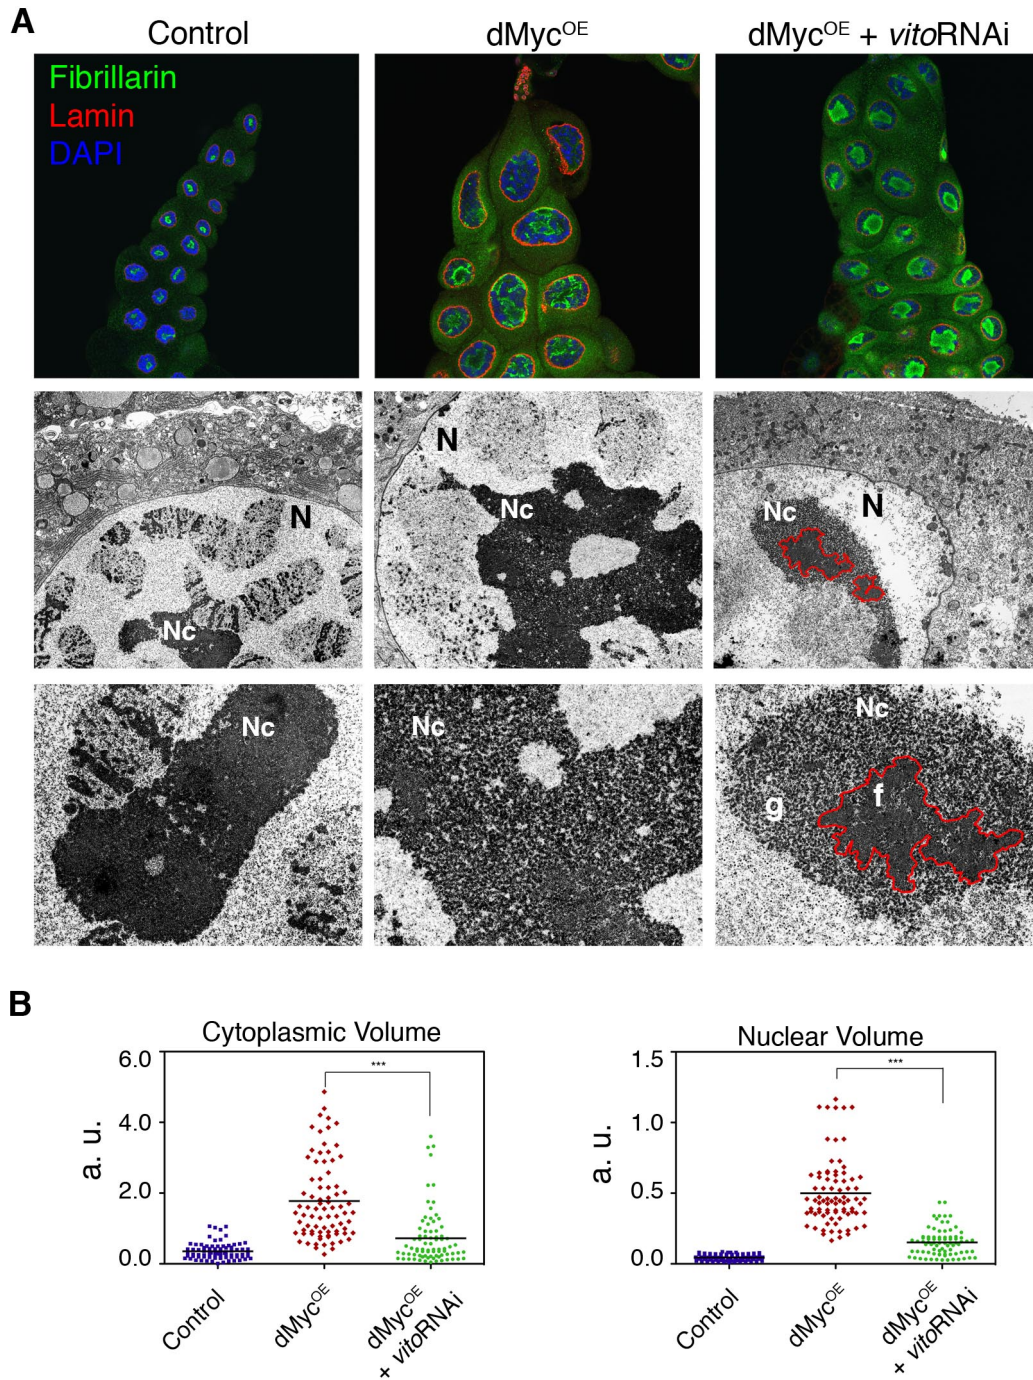 A
Control
dMycOE
dMycOE + vitoRNAi
Fibrillarin
Lamin
DAPI
N
Nc
N
Nc
Nc
N
Nc
Nc
Nc
g
f
B
Cytoplasmic Volume
a. u.
6.0
4.0
2.0
0.0
***
Control
dMycOE
dMycOE
+ vitoRNAi
Nuclear Volume
a. u.
1.5
1.0
0.5
0.0
***
Control
dMycOE
dMycOE
+ vitoRNAi